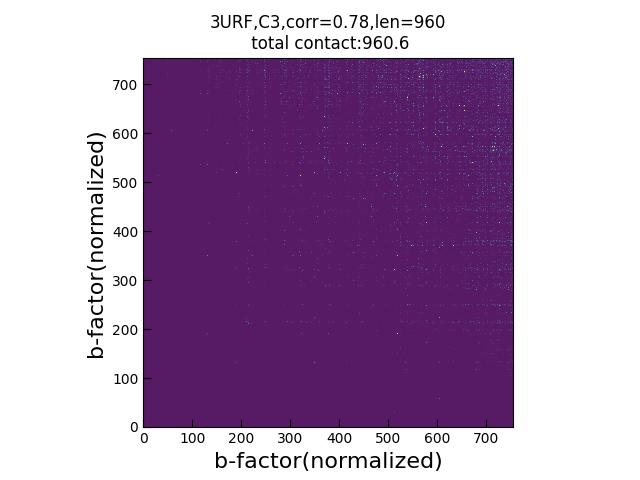 3URF,C3,corr=0.78,len=960
total contact:960.6
b-factor(normalized)
700
600
500
400
300
200
100
0
0 100 200 300 400 500 600 700
b-factor(normalized)